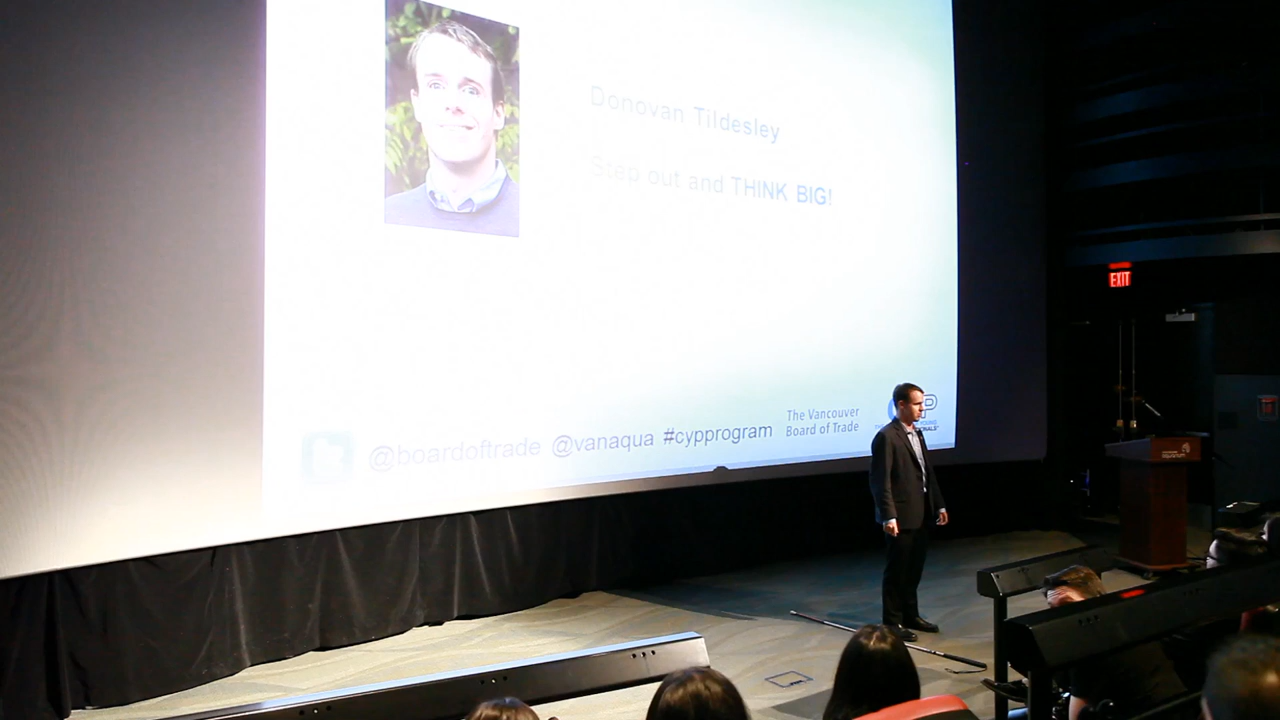 Donovan Tildesley
Step out and THINK BIG!
@boardoftrade @vanaqua #cypprogram
The Vancouver
Board of Trade
EXIT